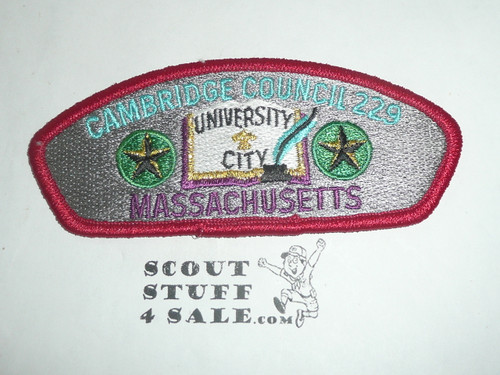 CAMBRIDGE COUNCIL 229
UNIVERSITY
CITY
MASSACHUSETTS
SCOUT
STUFF
4 SALE.com